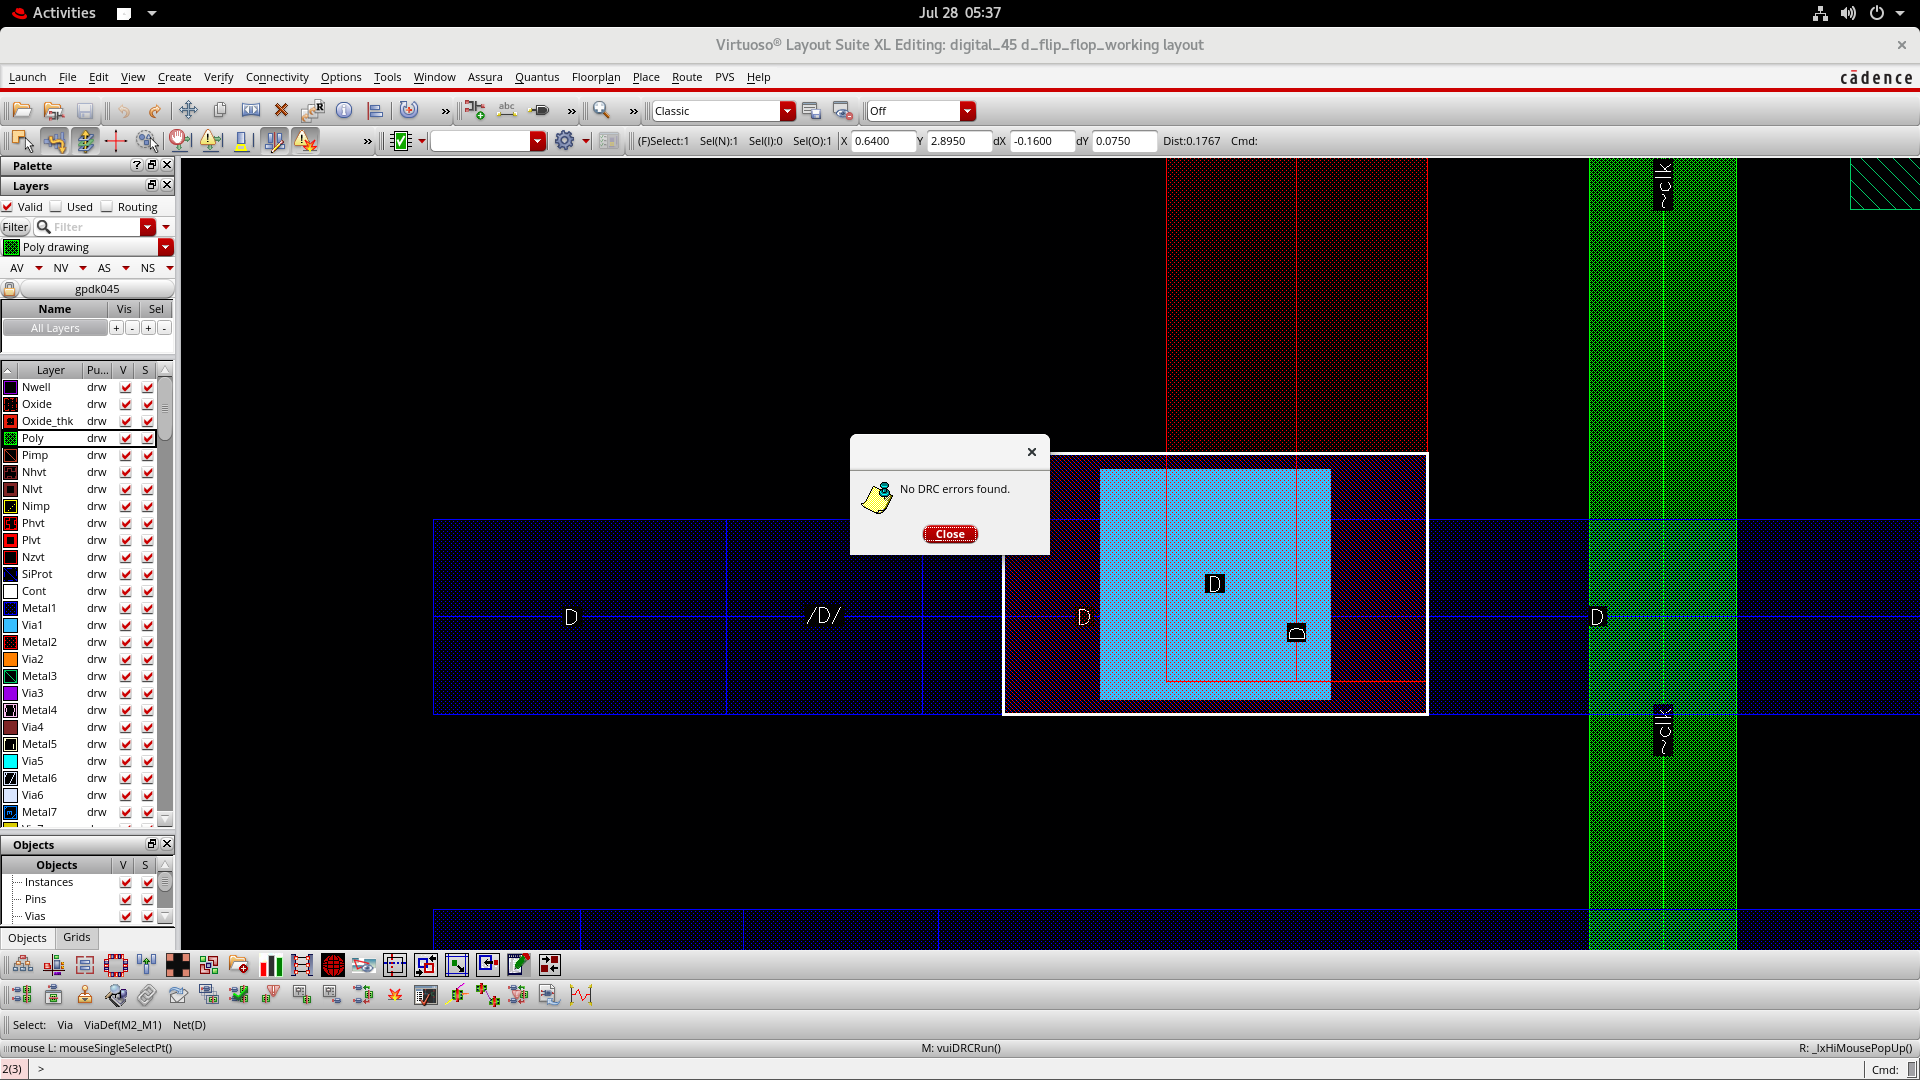 Activities
Jul 28 05:37
Virtuoso® Layout Suite XL Editing: digital_45 d_flip_flop_working layout
Launch File Edit View Create Verify Connectivity Options Tools Window Assura Quantus Floorplan Place Route PVS Help
cādence
Classic
Off
(F)Select:1 Sel(N):1 Sel(I):0 Sel(O):1 X 0.6400 Y 2.8950 dX -0.1600 dY 0.0750 Dist:0.1767 Cmd:
Palette
Layers
Valid Used Routing
Filter Filter
Poly drawing
AV NV AS NS
gpdk045
Name Vis Sel
All Layers + - + -
Layer Pu... V S
Nwell drw
Oxide drw
Oxide_thk drw
Poly drw
Pimp drw
Nhvt drw
Nlvt drw
Nimp drw
Phvt drw
Plvt drw
Nzvt drw
SiProt drw
Cont drw
Metal1 drw
Via1 drw
Metal2 drw
Via2 drw
Metal3 drw
Via3 drw
Metal4 drw
Via4 drw
Metal5 drw
Via5 drw
Metal6 drw
Via6 drw
Metal7 drw
Objects
Objects V S
Instances
Pins
Vias
Objects Grids
~clk
No DRC errors found.
Close
D
D /D/ D D
D
~clk
Select: Via ViaDef(M2_M1) Net(D)
mouse L: mouseSingleSelectPt() M: vuiDRCRun() R: _lxHiMousePopUp()
2(3) > Cmd: